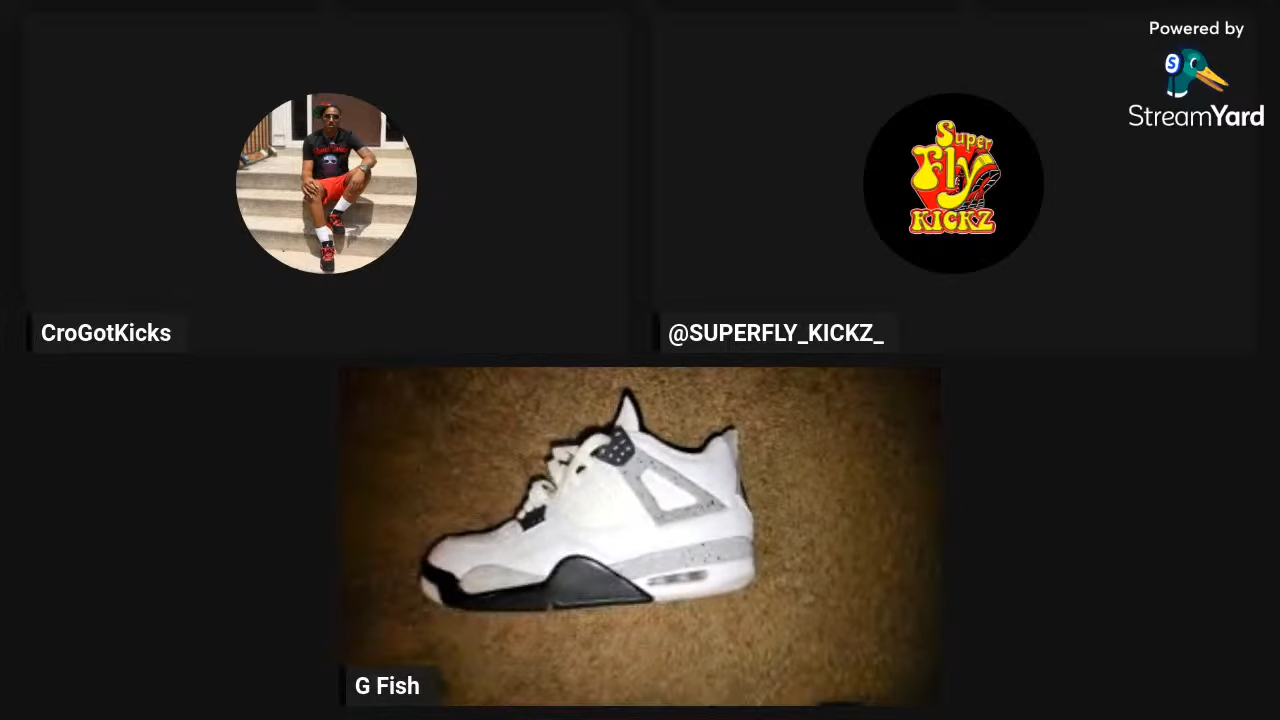 Powered by
S
StreamYard
Super
Fly
KICKZ
CroGotKicks
@SUPERFLY_KICKZ_
G Fish